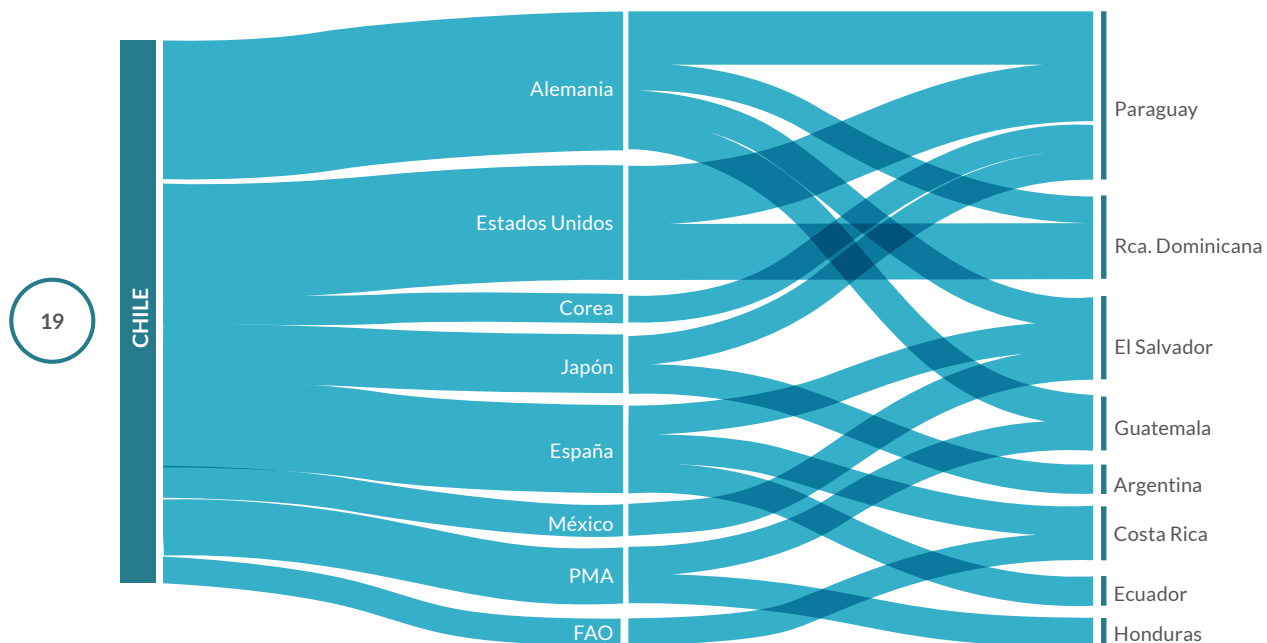 19
CHILE
Alemania
Estados Unidos
Corea
Japón
España
México
PMA
FAO
Paraguay
Rca. Dominicana
El Salvador
Guatemala
Argentina
Costa Rica
Ecuador
Honduras